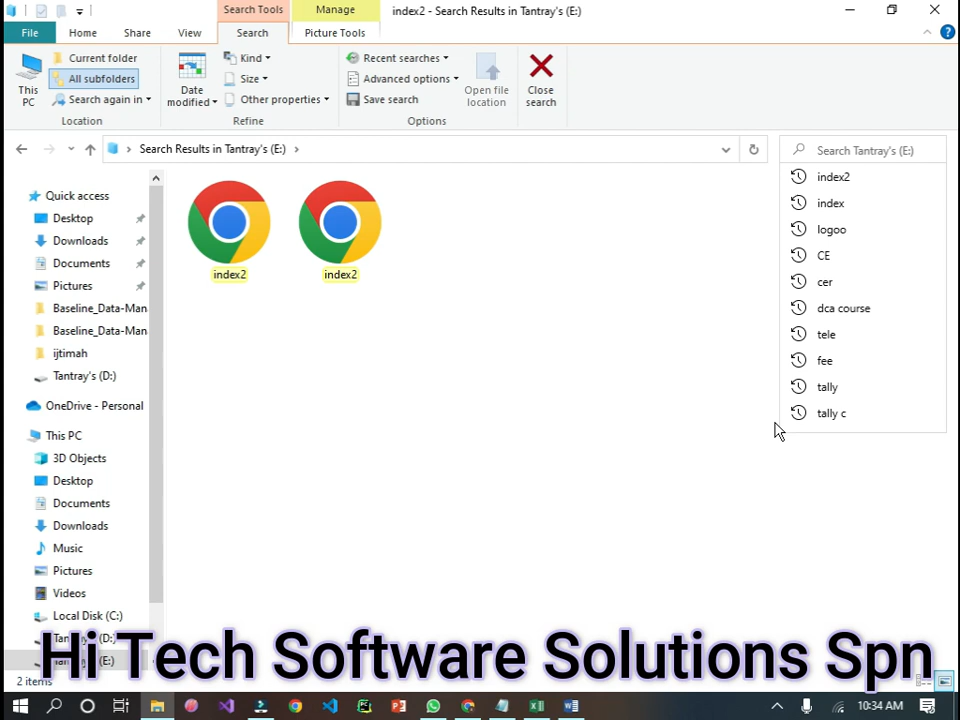 Search Tools
Manage
index2 - Search Results in Tantray's (E:)
File
Home
Share
View
Search
Picture Tools
This PC
Current folder
All subfolders
Search again in
Location
Date modified
Kind
Size
Other properties
Refine
Recent searches
Advanced options
Save search
Options
Open file location
Close search
Search Results in Tantray's (E:)
Search Tantray's (E:)
Quick access
Desktop
Downloads
Documents
Pictures
Baseline_Data-Man
Baseline_Data-Man
ijtimah
Tantray's (D:)
OneDrive - Personal
This PC
3D Objects
Desktop
Documents
Downloads
Music
Pictures
Videos
Local Disk (C:)
index2
index2
index2
index
logoo
CE
cer
dca course
tele
fee
tally
tally c
Hi Tech Software Solutions Spn
2 items
10:34 AM